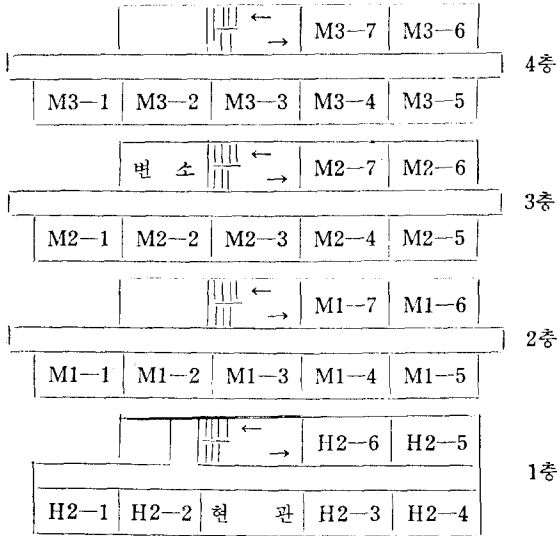 ← → M3—7 M3—6
4층
M3—1 M3—2 M3—3 M3—4 M3—5
변 소 ← → M2—7 M2—6
3층
M2—1 M2—2 M2—3 M2—4 M2—5
← → M1—7 M1—6
2층
M1—1 M1—2 M1—3 M1—4 M1—5
← → H2—6 H2—5
1층
H2—1 H2—2 현 관 H2—3 H2—4